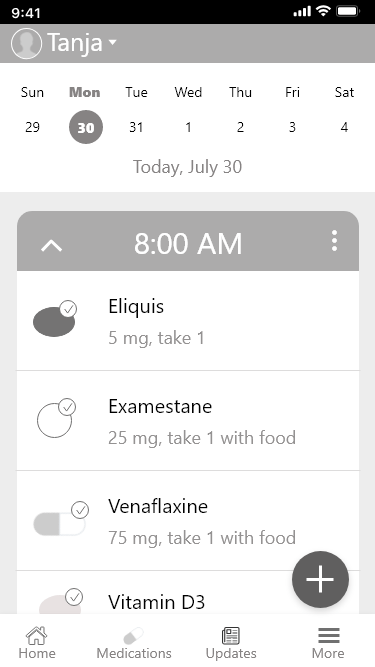 9:41
Tanja
Sun Mon Tue Wed Thu Fri Sat
29 30 31 1 2 3 4
Today, July 30
8:00 AM
Eliquis
5 mg, take 1
Examestane
25 mg, take 1 with food
Venaflaxine
75 mg, take 1 with food
Vitamin D3
Home Medications Updates More